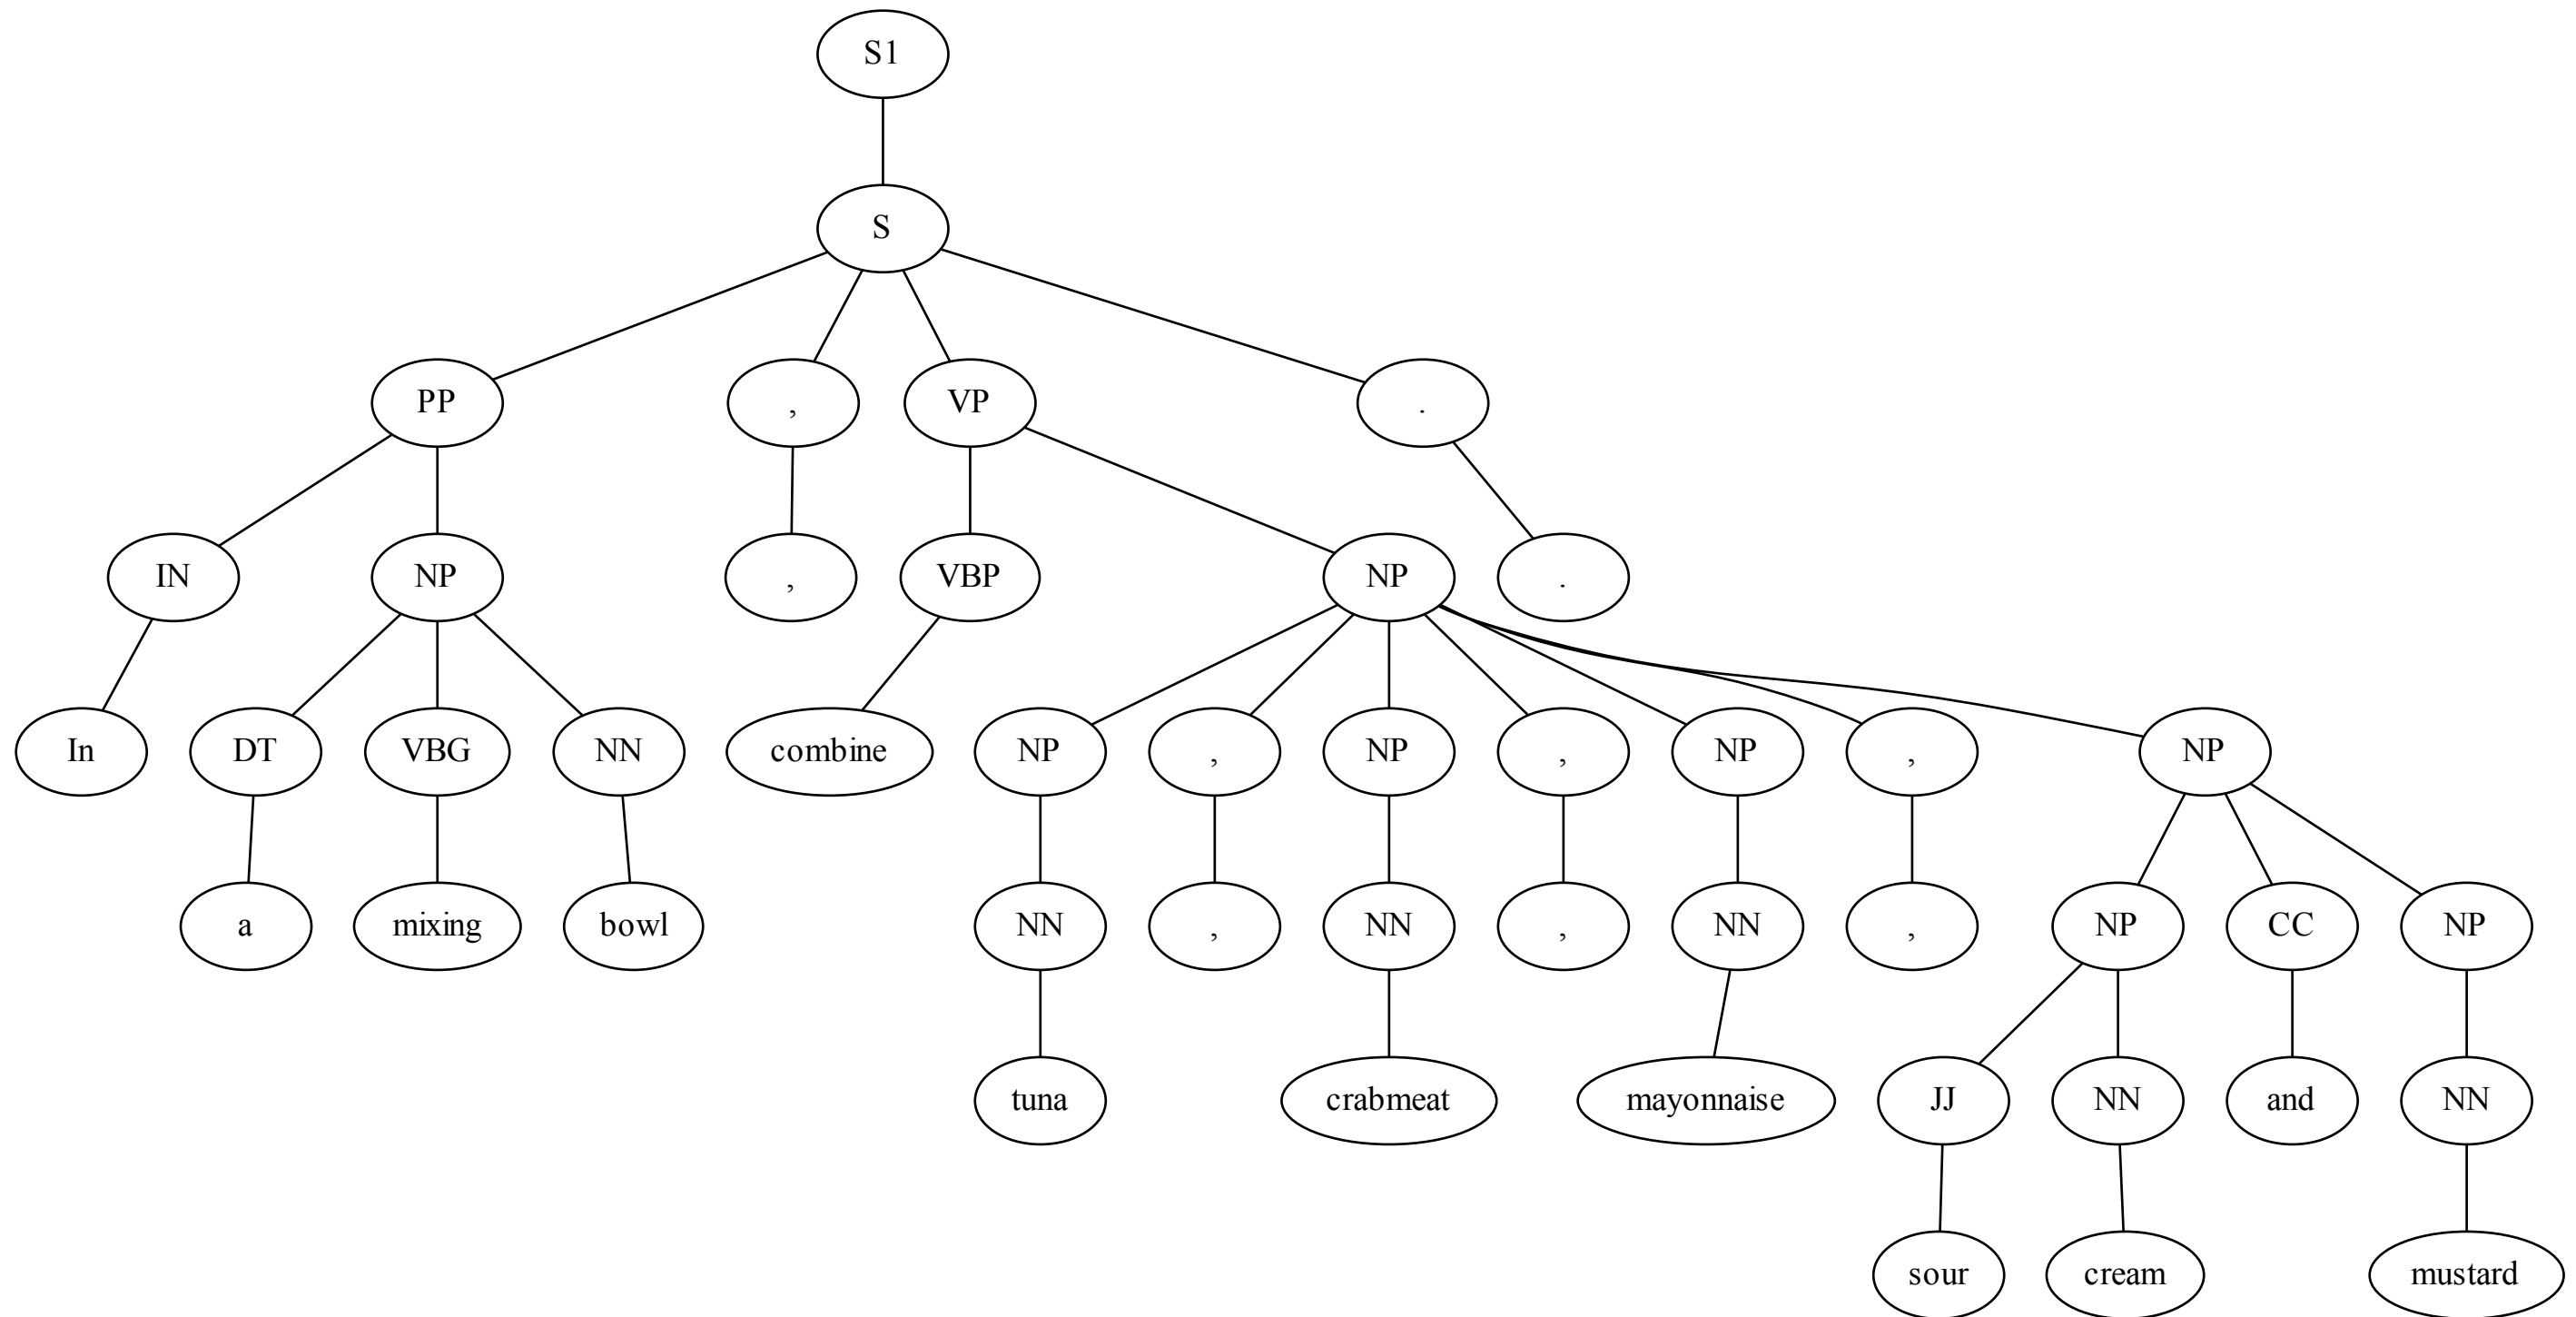 S1
S
PP , VP .
IN NP , VBP NP .
In DT VBG NN combine NP , NP , NP , NP
a mixing bowl NN , NN , NN , NP CC NP
tuna crabmeat mayonnaise JJ NN and NN
sour cream mustard